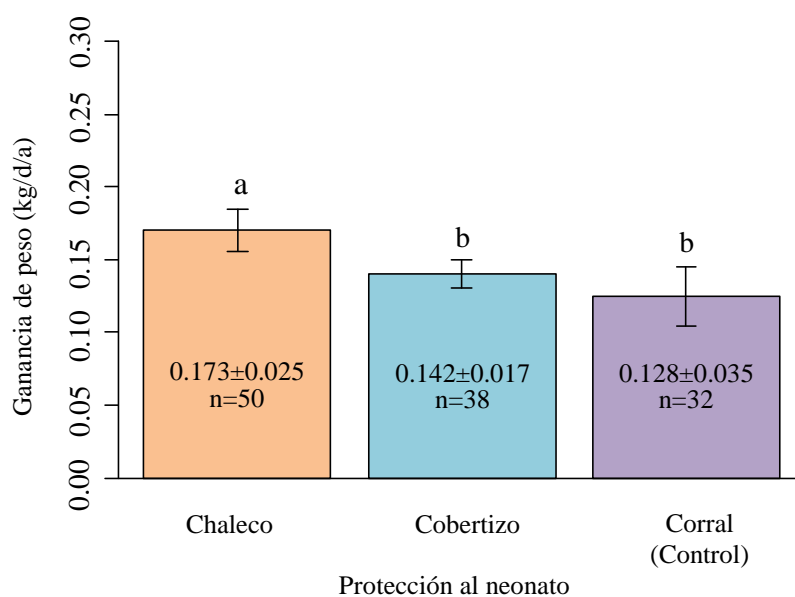 Ganancia de peso (kg/d/a)
0.30
0.25
0.20
0.15
0.10
0.05
0.00
a
b
b
0.173±0.025
n=50
0.142±0.017
n=38
0.128±0.035
n=32
Chaleco
Cobertizo
Corral
(Control)
Protección al neonato